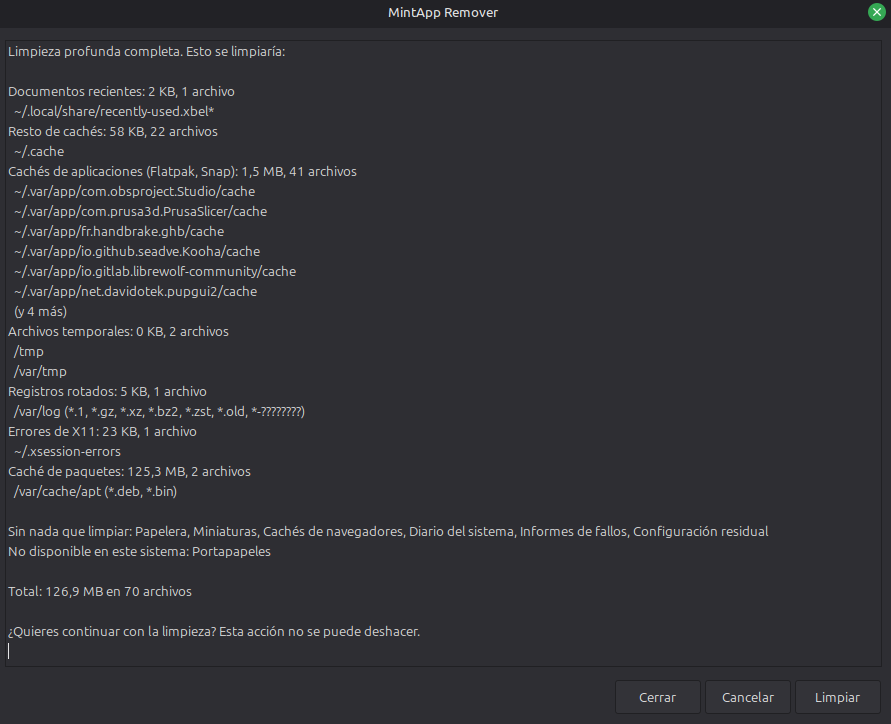 MintApp Remover
Limpieza profunda completa. Esto se limpiaría:
Documentos recientes: 2 KB, 1 archivo
~/.local/share/recently-used.xbel*
Resto de cachés: 58 KB, 22 archivos
~/.cache
Cachés de aplicaciones (Flatpak, Snap): 1,5 MB, 41 archivos
~/.var/app/com.obsproject.Studio/cache
~/.var/app/com.prusa3d.PrusaSlicer/cache
~/.var/app/fr.handbrake.ghb/cache
~/.var/app/io.github.seadve.Kooha/cache
~/.var/app/io.gitlab.librewolf-community/cache
~/.var/app/net.davidotek.pupgui2/cache
(y 4 más)
Archivos temporales: 0 KB, 2 archivos
/tmp
/var/tmp
Registros rotados: 5 KB, 1 archivo
/var/log (*.1, *.gz, *.xz, *.bz2, *.zst, *.old, *-????????)
Errores de X11: 23 KB, 1 archivo
~/.xsession-errors
Caché de paquetes: 125,3 MB, 2 archivos
/var/cache/apt (*.deb, *.bin)
Sin nada que limpiar: Papelera, Miniaturas, Cachés de navegadores, Diario del sistema, Informes de fallos, Configuración residual
No disponible en este sistema: Portapapeles
Total: 126,9 MB en 70 archivos
¿Quieres continuar con la limpieza? Esta acción no se puede deshacer.
Cerrar
Cancelar
Limpiar